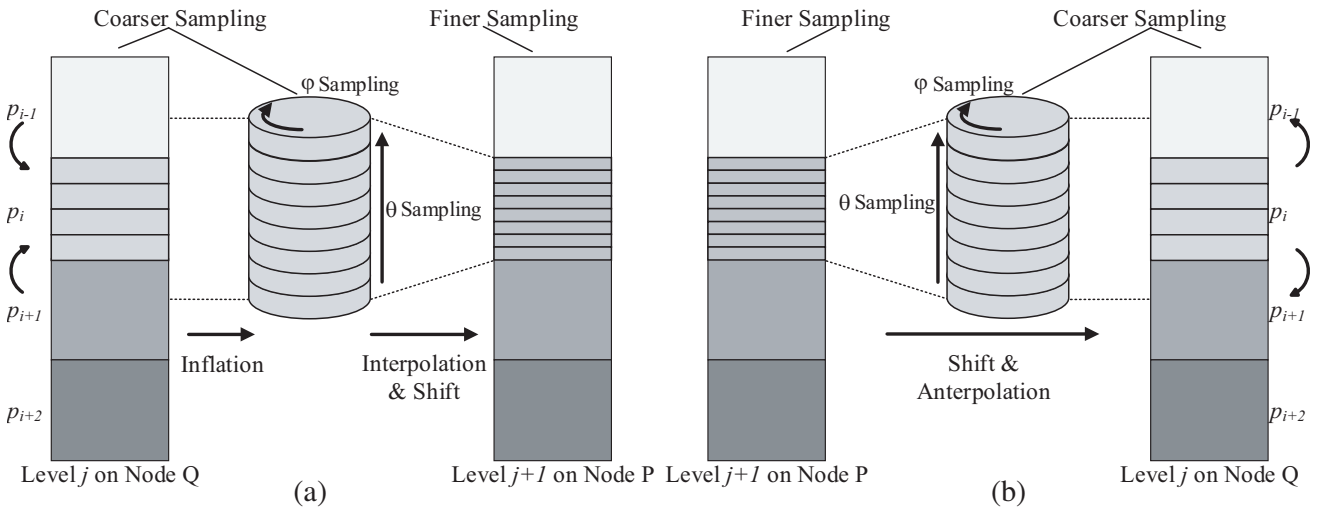 Coarser Sampling
Finer Sampling
φ Sampling
p_{i-1}
p_i
θ Sampling
p_{i+1}
Inflation
Interpolation
& Shift
p_{i+2}
Level j on Node Q
Level j+1 on Node P
(a)
Finer Sampling
Coarser Sampling
φ Sampling
p_{i-1}
θ Sampling
p_i
p_{i+1}
Shift &
Anterpolation
p_{i+2}
Level j+1 on Node P
Level j on Node Q
(b)